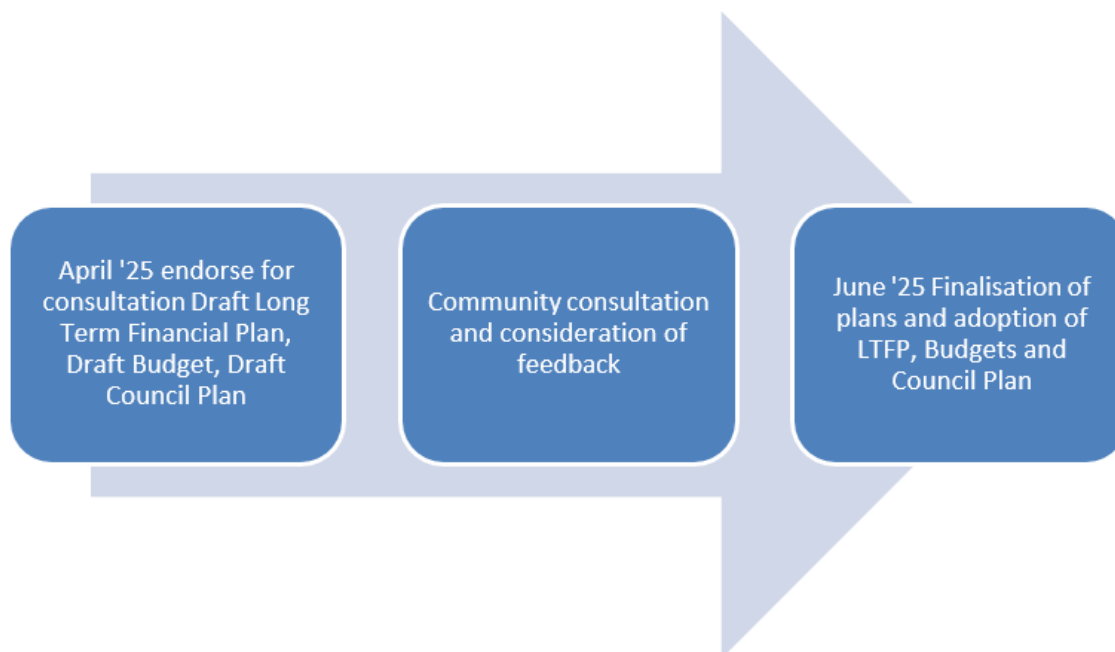 April '25 endorse for
consultation Draft Long
Term Financial Plan,
Draft Budget, Draft
Council Plan
Community consultation
and consideration of
feedback
June '25 Finalisation of
plans and adoption of
LTFP, Budgets and
Council Plan